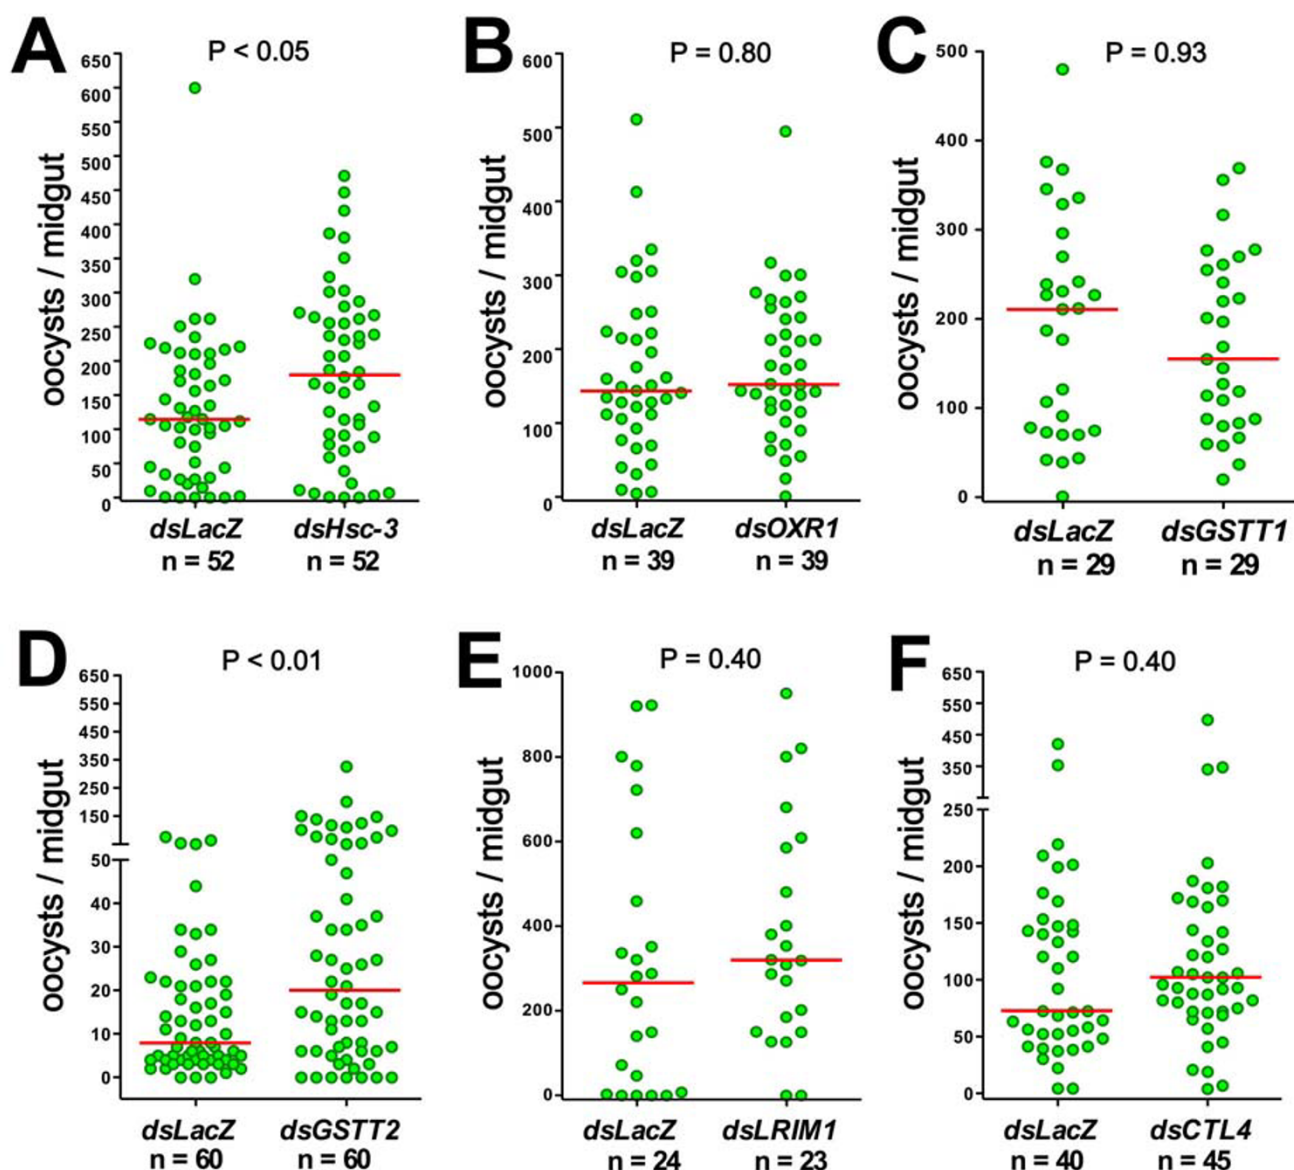 A
P < 0.05
oocysts / midgut
650
600
550
500
450
400
350
300
250
200
150
100
50
0
dsLacZ dsHsc-3
n = 52 n = 52
B
P = 0.80
oocysts / midgut
600
500
400
300
200
100
0
dsLacZ dsOXR1
n = 39 n = 39
C
P = 0.93
oocysts / midgut
500
400
300
200
100
0
dsLacZ dsGSTT1
n = 29 n = 29
D
P < 0.01
oocysts / midgut
650
550
450
350
250
150
50
40
30
20
10
0
dsLacZ dsGSTT2
n = 60 n = 60
E
P = 0.40
oocysts / midgut
1000
800
600
400
200
0
dsLacZ dsLRIM1
n = 24 n = 23
F
P = 0.40
oocysts / midgut
650
550
450
350
250
200
150
100
50
0
dsLacZ dsCTL4
n = 40 n = 45